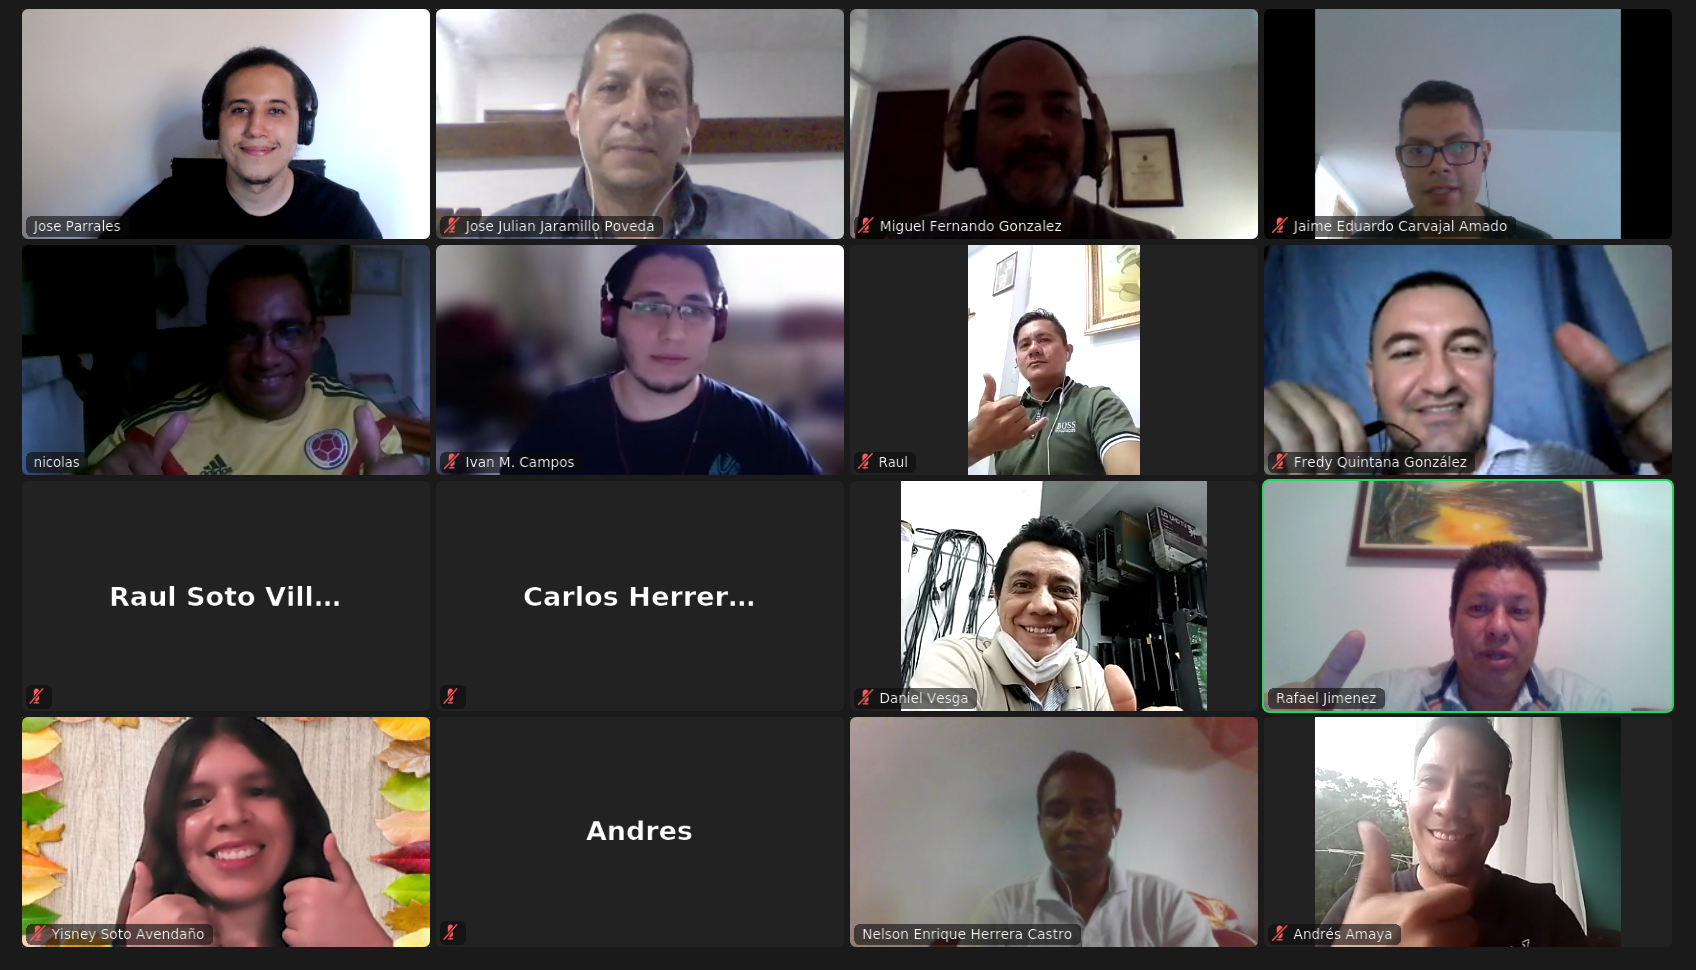 Jose Parrales
Jose Julian Jaramillo Poveda
Miguel Fernando Gonzalez
Jaime Eduardo Carvajal Amado
nicolas
Ivan M. Campos
Raul
BOSS
Fredy Quintana González
Raul Soto Vill...
Carlos Herrer...
Daniel Vesga
Rafael Jimenez
Yisney Soto Avendaño
Andres
Nelson Enrique Herrera Castro
Andrés Amaya